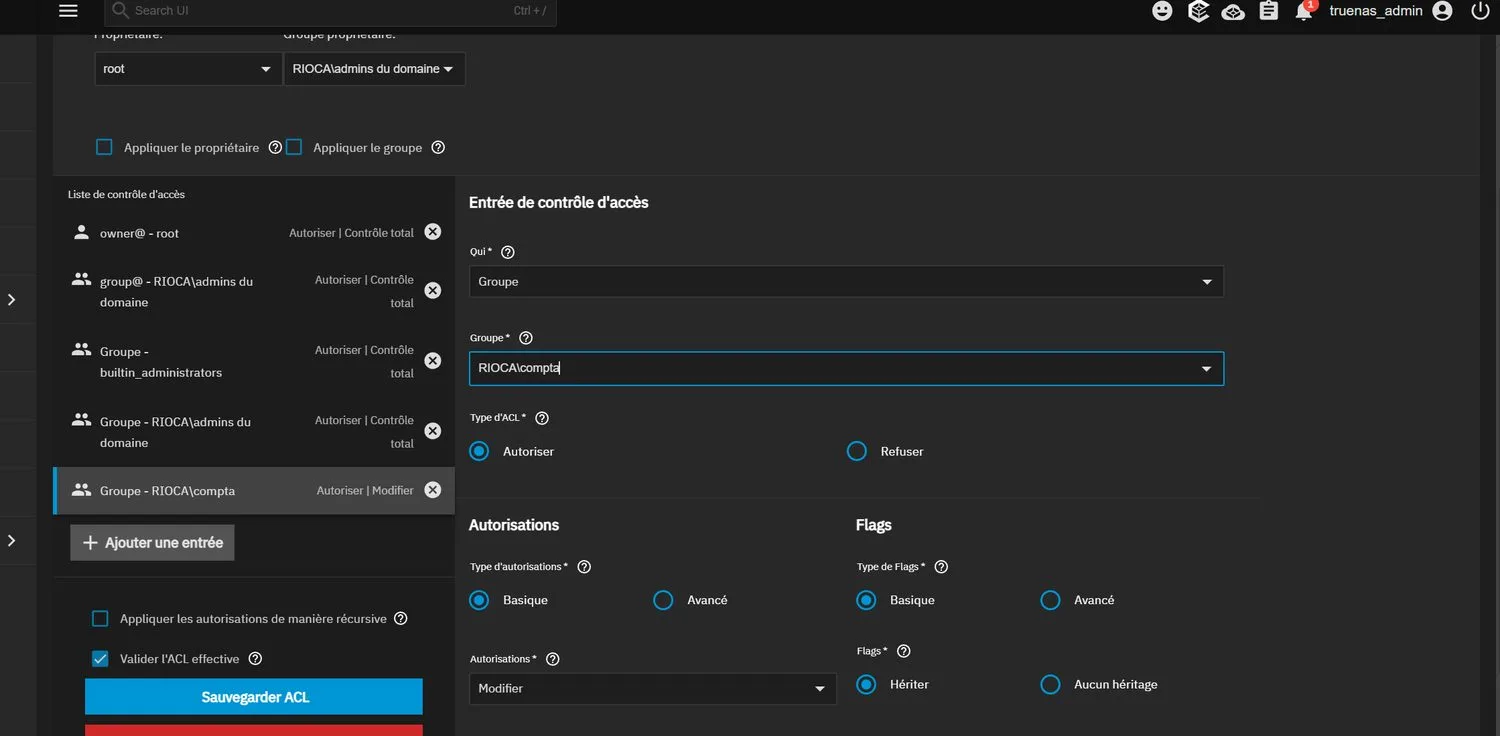 Search UI
Ctrl + /
1
truenas_admin
Propriétaire:
Groupe propriétaire:
root
RIOCA\admins du domaine
Appliquer le propriétaire
Appliquer le groupe
Liste de contrôle d'accès
owner@ - root
Autoriser | Contrôle total
group@ - RIOCA\admins du
domaine
Autoriser | Contrôle
total
Groupe -
builtin_administrators
Autoriser | Contrôle
total
Groupe - RIOCA\admins du
domaine
Autoriser | Contrôle
total
Groupe - RIOCA\compta
Autoriser | Modifier
Ajouter une entrée
Appliquer les autorisations de manière récursive
Valider l'ACL effective
Sauvegarder ACL
Entrée de contrôle d'accès
Qui *
Groupe
Groupe *
RIOCA\compta
Type d'ACL *
Autoriser
Refuser
Autorisations
Type d'autorisations *
Basique
Avancé
Autorisations *
Modifier
Flags
Type de Flags *
Basique
Avancé
Flags *
Hériter
Aucun héritage